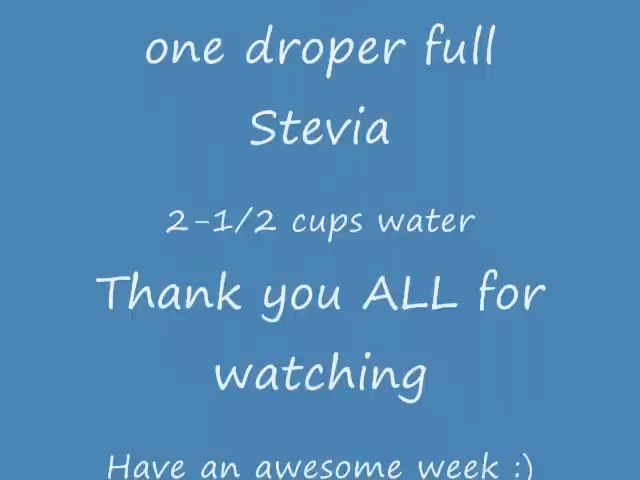 one droper full
Stevia
2-1/2 cups water
Thank you ALL for
watching
Have an awesome week :)